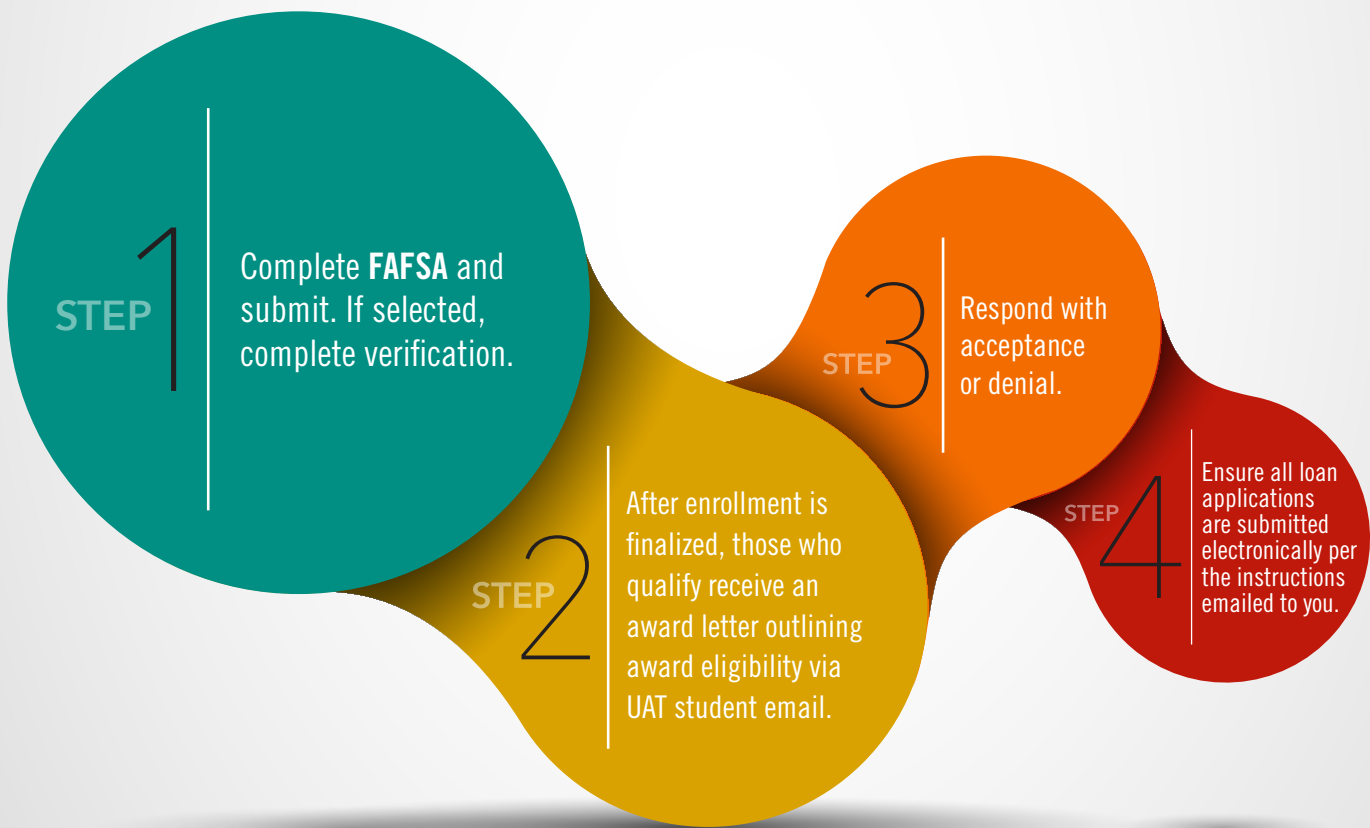 STEP 1
Complete FAFSA and
submit. If selected,
complete verification.
STEP 2
After enrollment is
finalized, those who
qualify receive an
award letter outlining
award eligibility via
UAT student email.
STEP 3
Respond with
acceptance
or denial.
STEP 4
Ensure all loan
applications
are submitted
electronically per
the instructions
emailed to you.